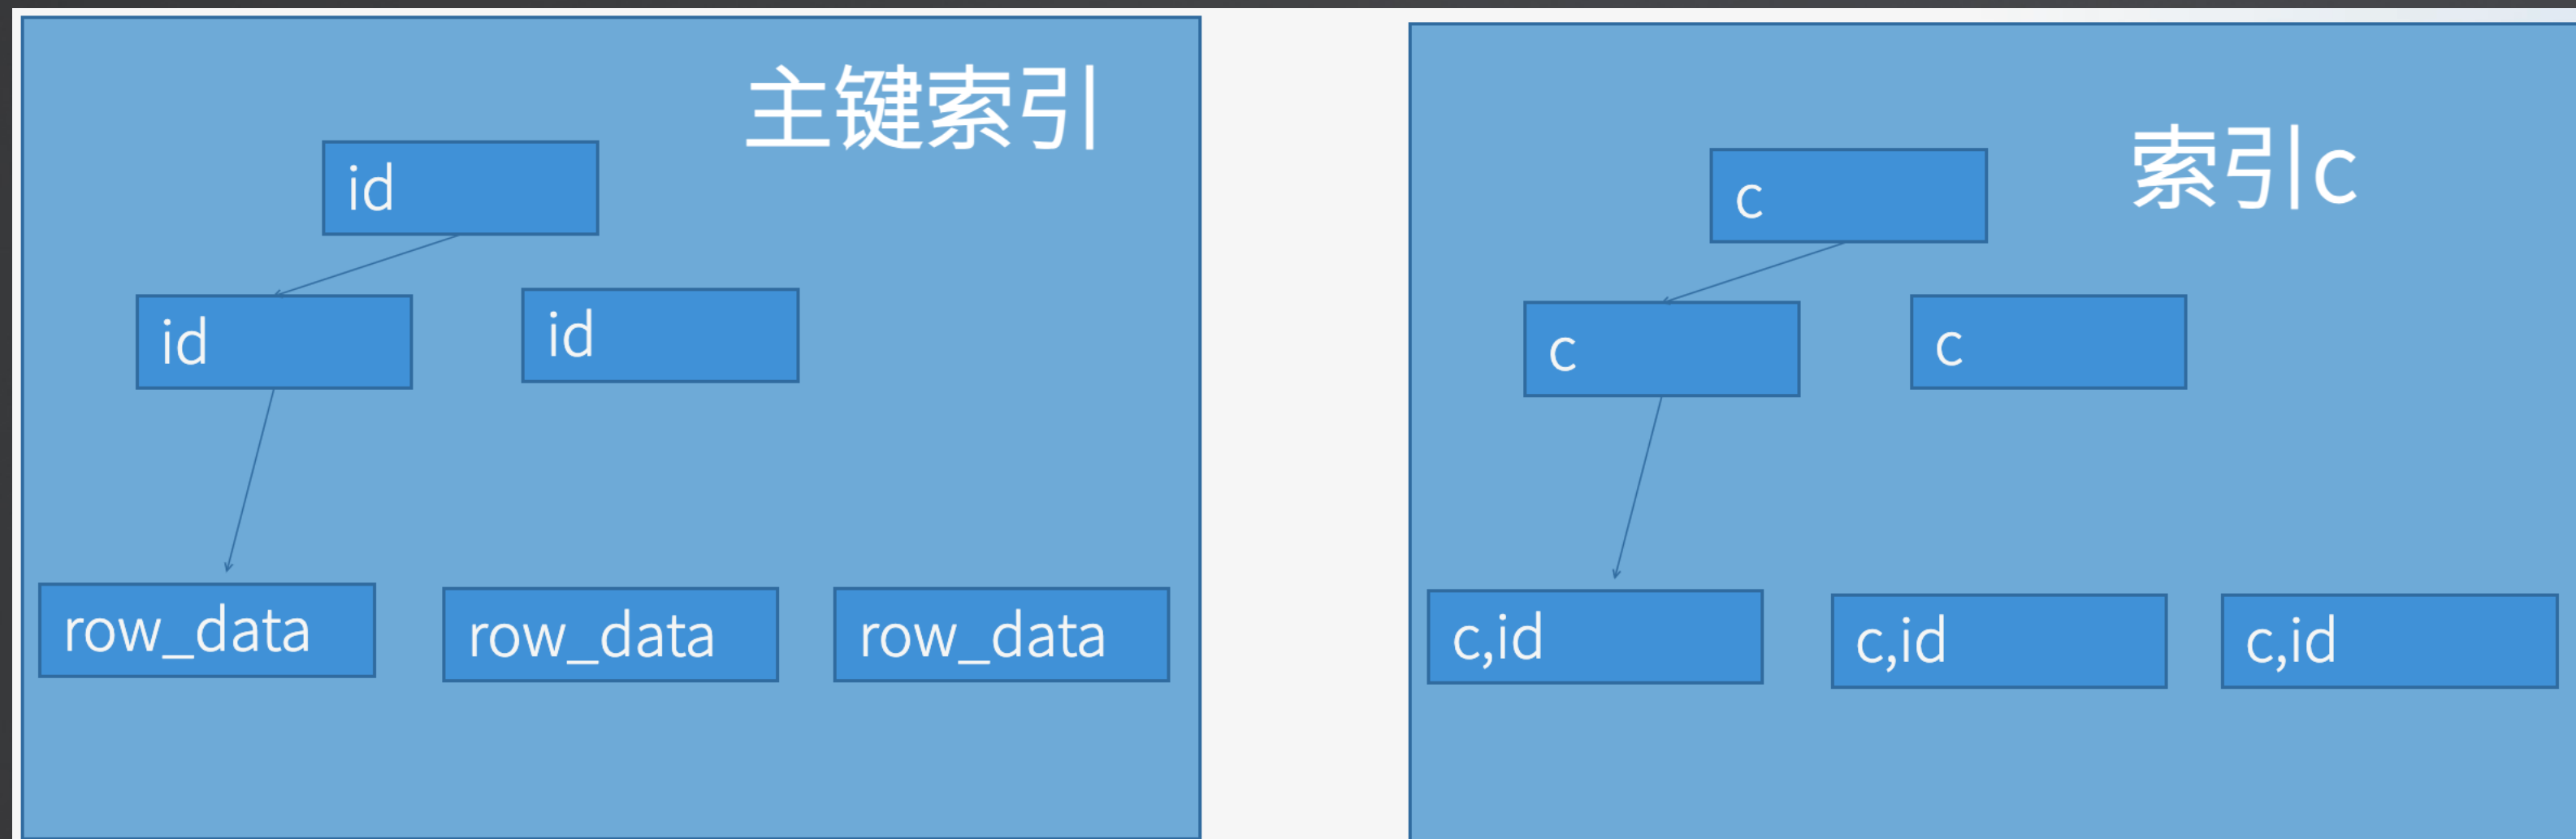 主键索引
id
id
id
row_data
row_data
row_data
索引c
c
c
c
c,id
c,id
c,id